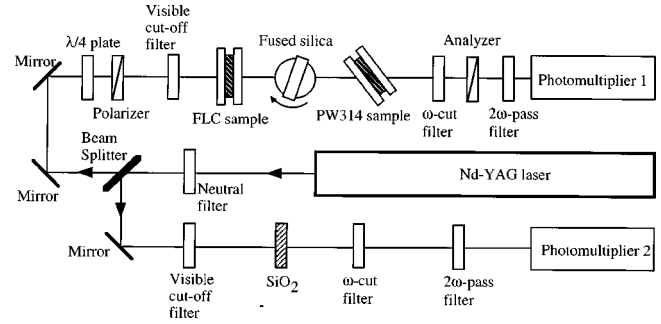 Visible
cut-off
filter
λ/4 plate
Mirror
Polarizer
FLC sample
Fused silica
PW314 sample
Analyzer
ω-cut
filter
2ω-pass
filter
Photomultiplier 1
Beam
Splitter
Mirror
Neutral
filter
Nd-YAG laser
Mirror
Visible
cut-off
filter
SiO2
ω-cut
filter
2ω-pass
filter
Photomultiplier 2